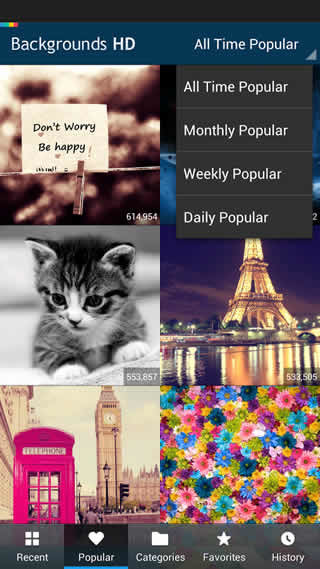 Backgrounds HD
All Time Popular
All Time Popular
Monthly Popular
Weekly Popular
Daily Popular
Don't Worry
Be happy!
614,954
2
553,857
533,505
TELEPHONE
Recent
Popular
Categories
Favorites
History